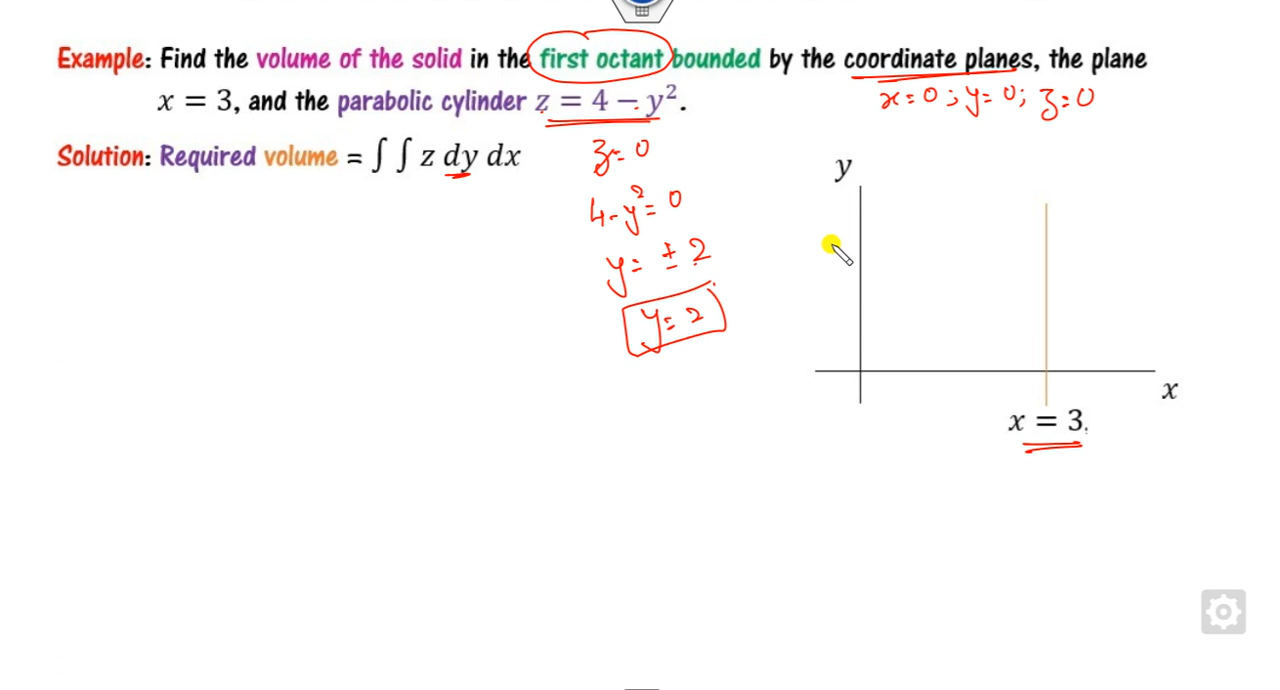 Example: Find the volume of the solid in the first octant bounded by the coordinate planes, the plane
x = 3, and the parabolic cylinder z = 4 − y².
x=0; y=0; z=0
Solution: Required volume = ∫ ∫ z dy dx
z=0
4-y²=0
y= ±2
y=2
y
x
x = 3.